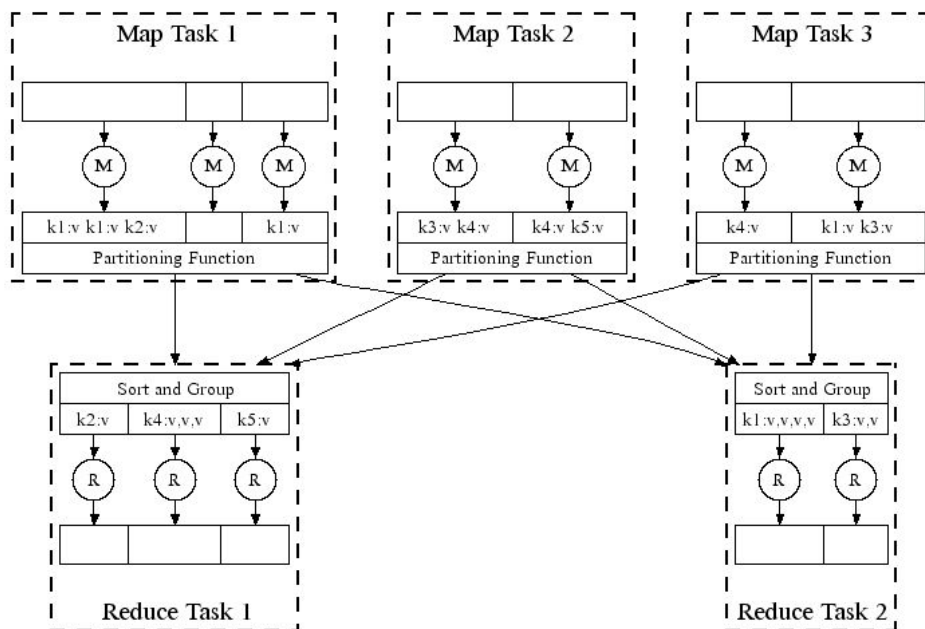 Map Task 1 Map Task 2 Map Task 3
M M M M M M M
k1:v k1:v k2:v k1:v k3:v k4:v k4:v k5:v k4:v k1:v k3:v
Partitioning Function Partitioning Function Partitioning Function
Sort and Group Sort and Group
k2:v k4:v,v,v k5:v k1:v,v,v,v k3:v,v
R R R R R
Reduce Task 1 Reduce Task 2